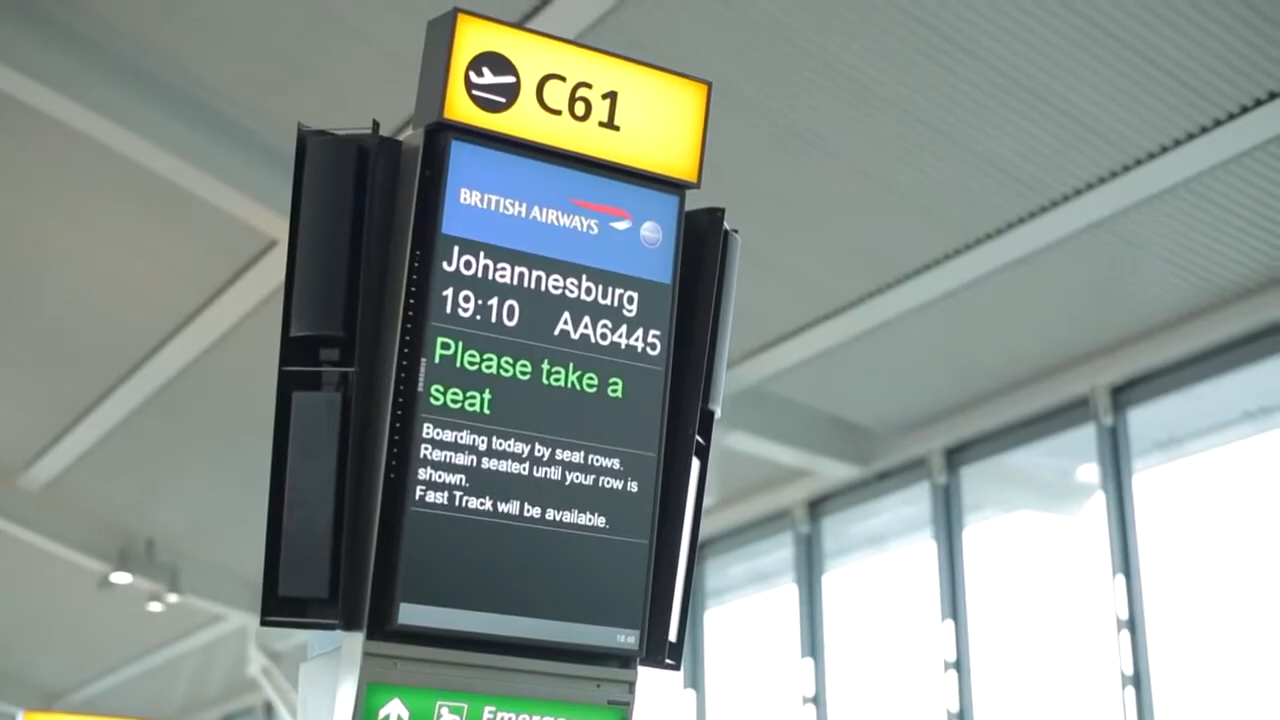 C61
BRITISH AIRWAYS
Johannesburg
19:10 AA6445
Please take a
seat
Boarding today by seat rows.
Remain seated until your row is
shown.
Fast Track will be available.